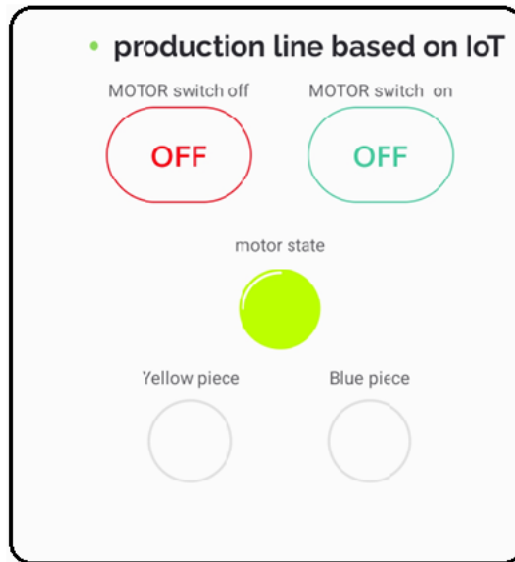 • production line based on IoT
MOTOR switch off MOTOR switch on
OFF OFF
motor state
Yellow piece Blue piece